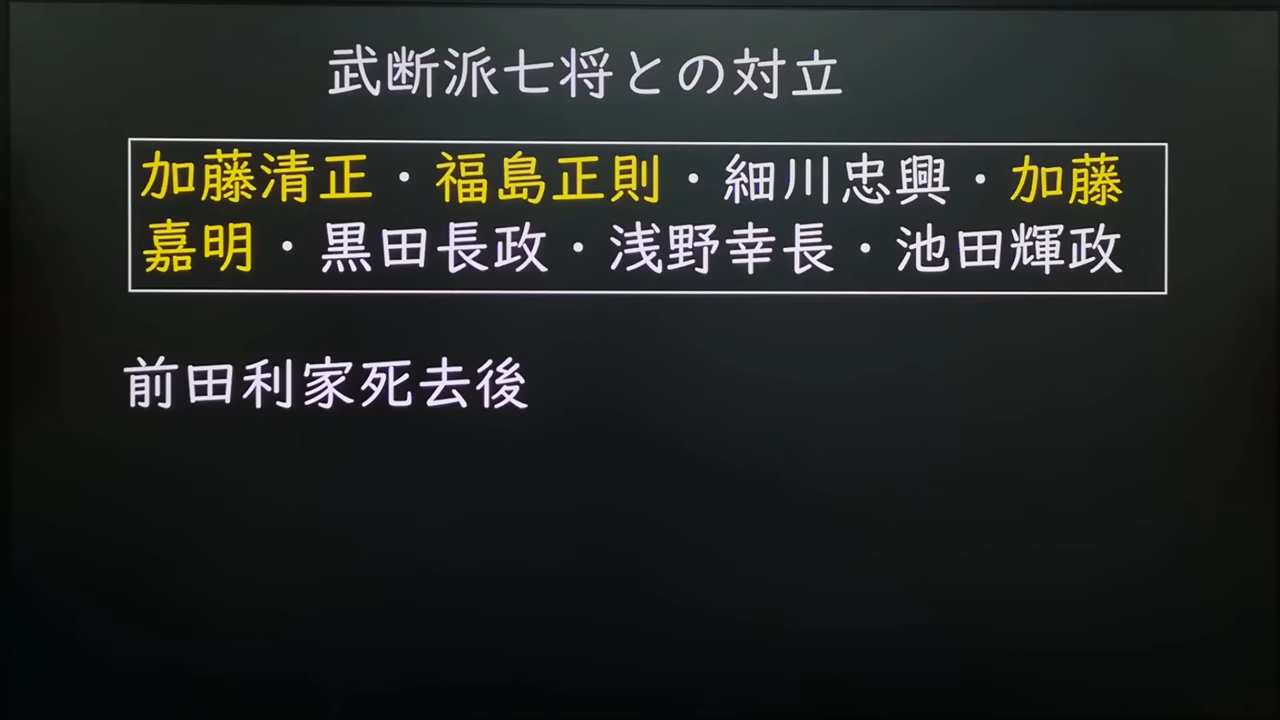 武断派七将との対立
加藤清正・福島正則・細川忠興・加藤
嘉明・黒田長政・浅野幸長・池田輝政
前田利家死去後